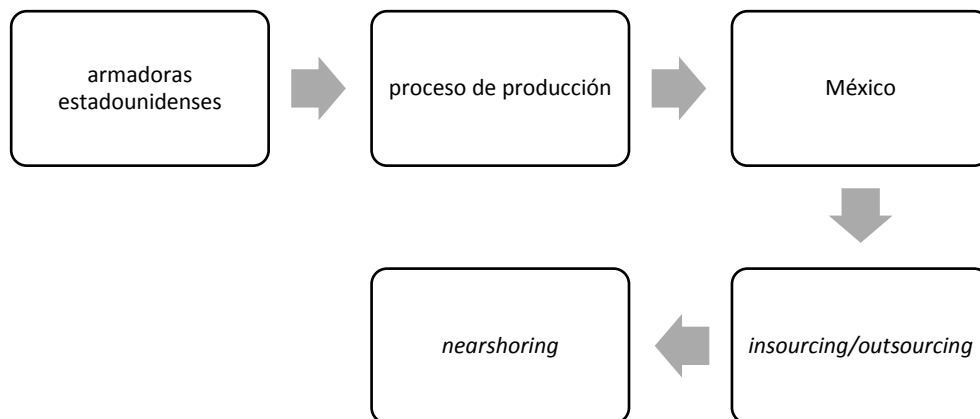 armadoras
estadounidenses
proceso de producción
México
insourcing/outsourcing
nearshoring